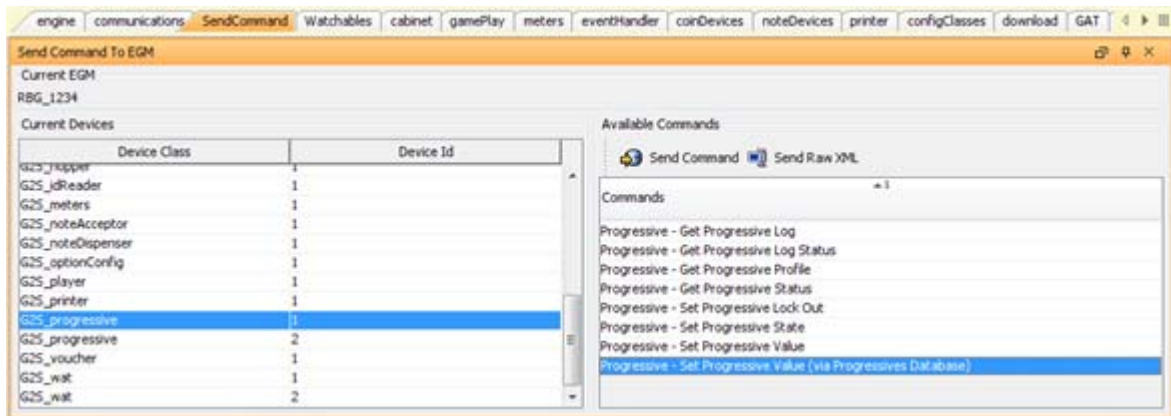 engine communications SendCommand Watchables cabinet gamePlay meters eventHandler coinDevices noteDevices printer configClasses download GAT
Send Command To EGM
Current EGM
RBG_1234
Current Devices
Device Class Device Id
G2S_hopper 1
G2S_idReader 1
G2S_meters 1
G2S_noteAcceptor 1
G2S_noteDispenser 1
G2S_optionConfig 1
G2S_player 1
G2S_printer 1
G2S_progressive 1
G2S_progressive 2
G2S_voucher 1
G2S_wat 1
G2S_wat 2
Available Commands
Send Command Send Raw XML
1
Commands
Progressive - Get Progressive Log
Progressive - Get Progressive Log Status
Progressive - Get Progressive Profile
Progressive - Get Progressive Status
Progressive - Set Progressive Lock Out
Progressive - Set Progressive State
Progressive - Set Progressive Value
Progressive - Set Progressive Value (via Progressives Database)